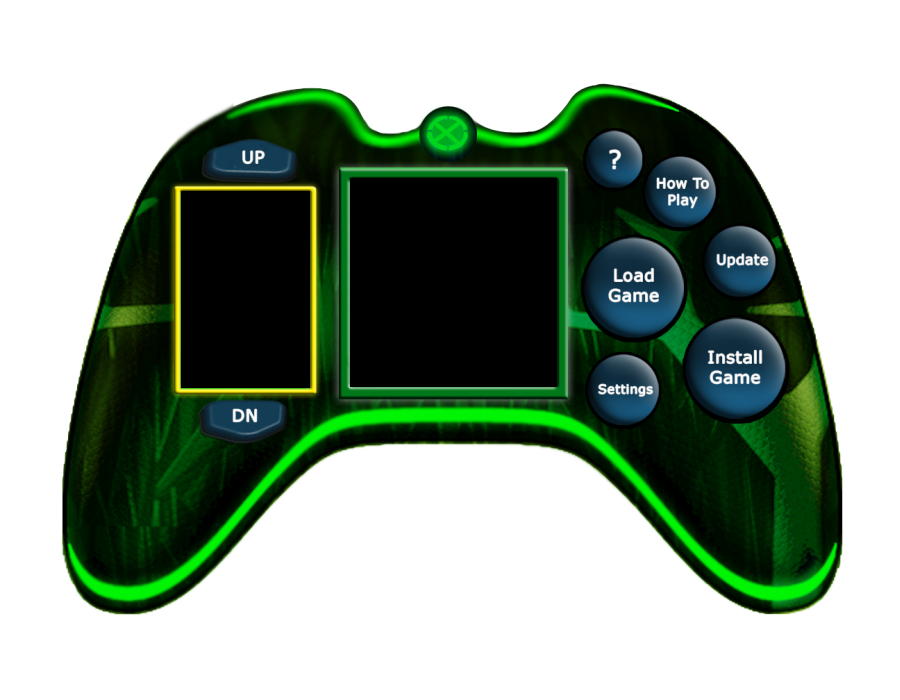 UP
?
How To
Play
Update
Load
Game
Install
Game
Settings
DN